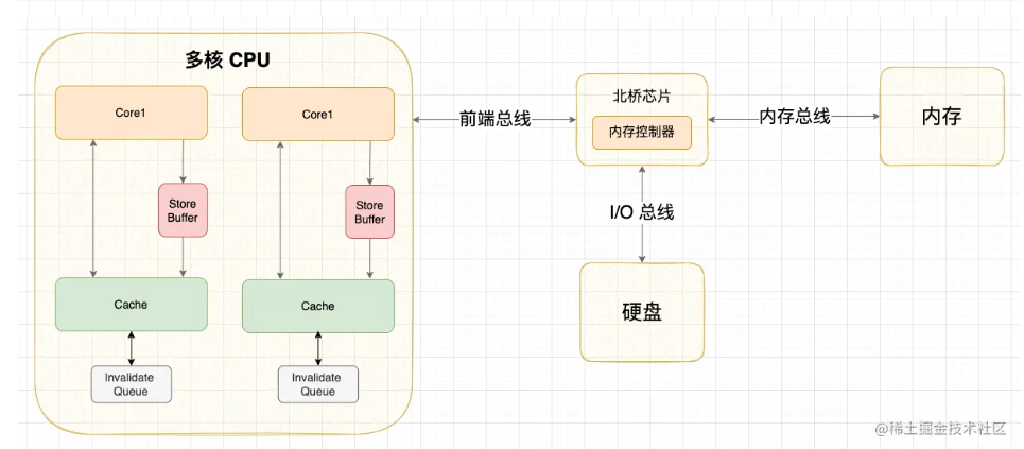 多核 CPU
Core1
Core1
Store
Buffer
Store
Buffer
Cache
Cache
Invalidate
Queue
Invalidate
Queue
前端总线
北桥芯片
内存控制器
内存总线
内存
I/O 总线
硬盘
@稀土掘金技术社区